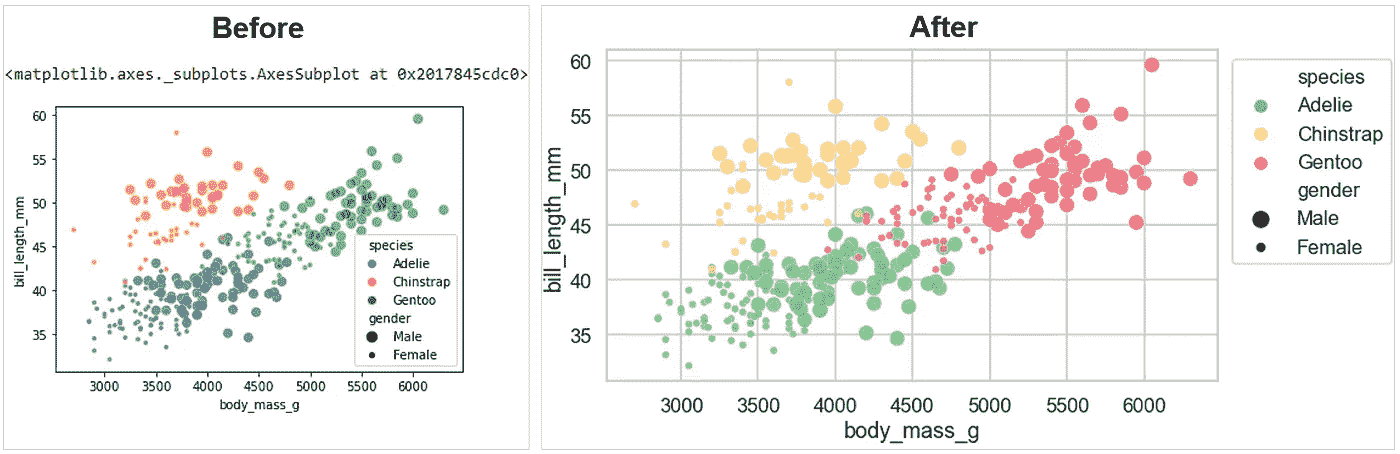 Before
<matplotlib.axes._subplots.AxesSubplot at 0x2017845cdc0>
60
55
50
45
40
35
bill_length_mm
species
Adelie
Chinstrap
Gentoo
gender
Male
Female
3000 3500 4000 4500 5000 5500 6000
body_mass_g
After
60
55
50
45
40
35
bill_length_mm
3000 3500 4000 4500 5000 5500 6000
body_mass_g
species
Adelie
Chinstrap
Gentoo
gender
Male
Female